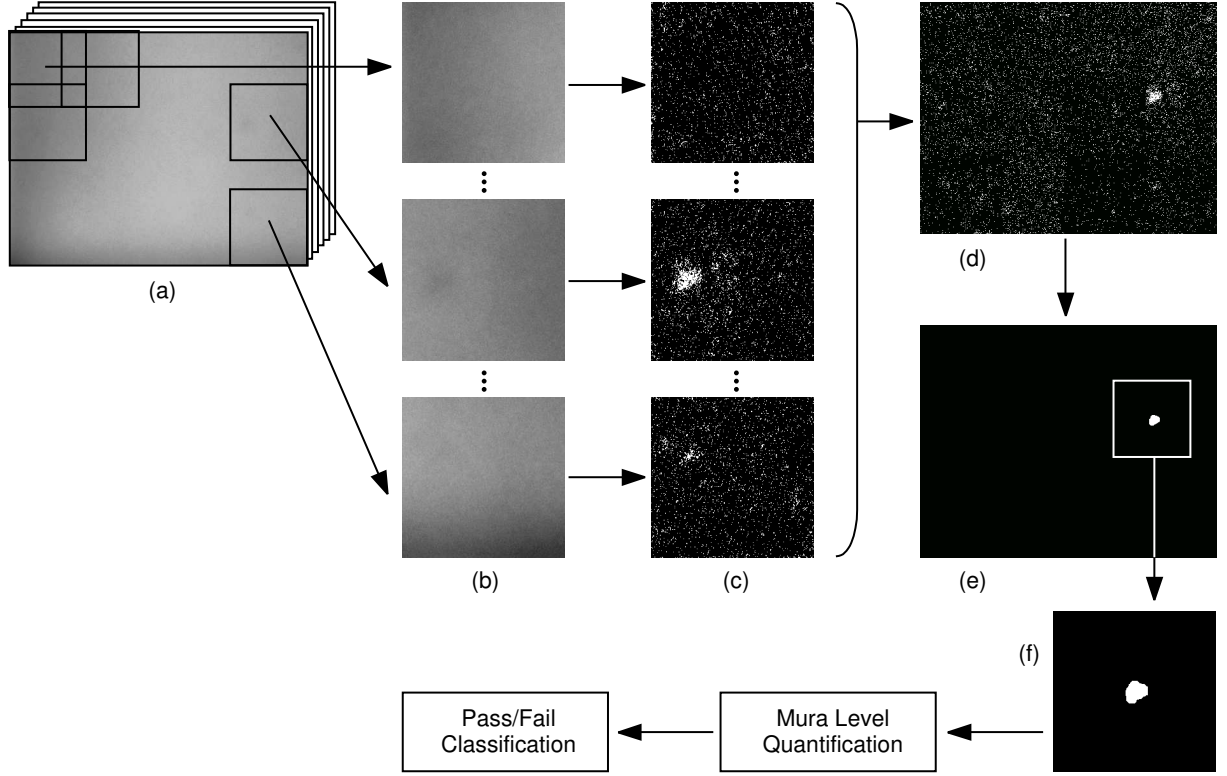 (a)
(b)
(c)
(d)
(e)
(f)
Mura Level
Quantification
Pass/Fail
Classification